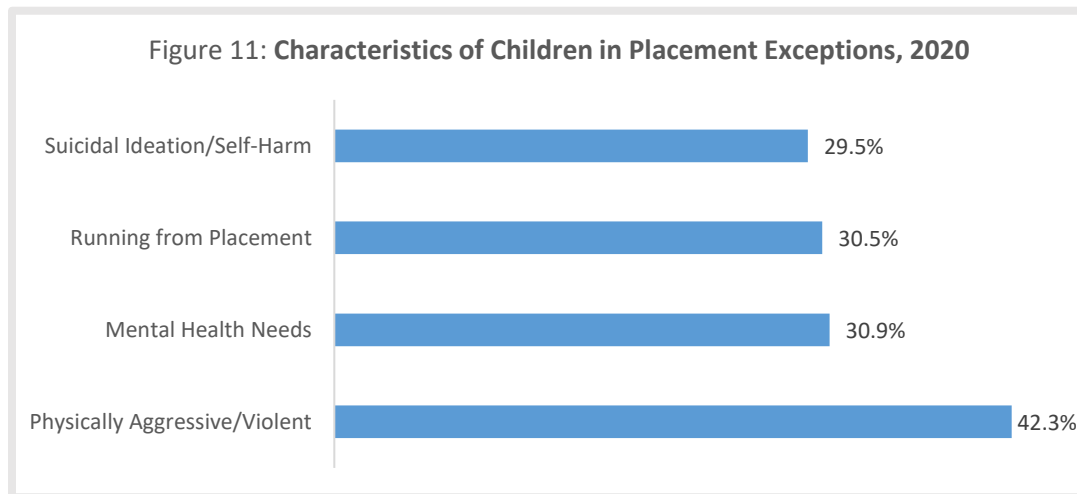 Figure 11: Characteristics of Children in Placement Exceptions, 2020
Suicidal Ideation/Self-Harm 29.5%
Running from Placement 30.5%
Mental Health Needs 30.9%
Physically Aggressive/Violent 42.3%